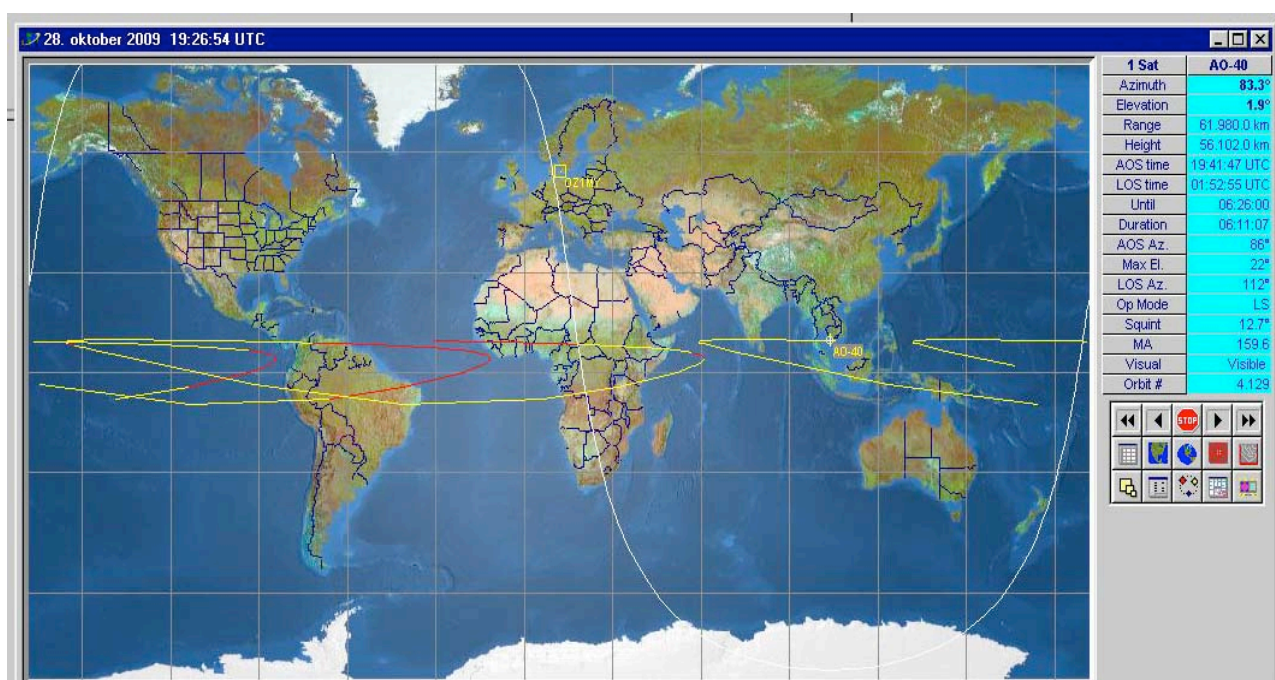 28. oktober 2009 19:26:54 UTC
1 Sat AO-40
Azimuth 83.3°
Elevation 1.9°
Range 61.980.0 km
Height 56.102.0 km
AOS time 19:41:47 UTC
LOS time 01:52:55 UTC
Until 06:26:00
Duration 06:11:07
AOS Az. 86°
Max El. 22°
LOS Az. 112°
Op Mode LS
Squint 12.7°
MA 159.6
Visual Visible
Orbit # 4.129
STOP
OZ1MY
AO-40